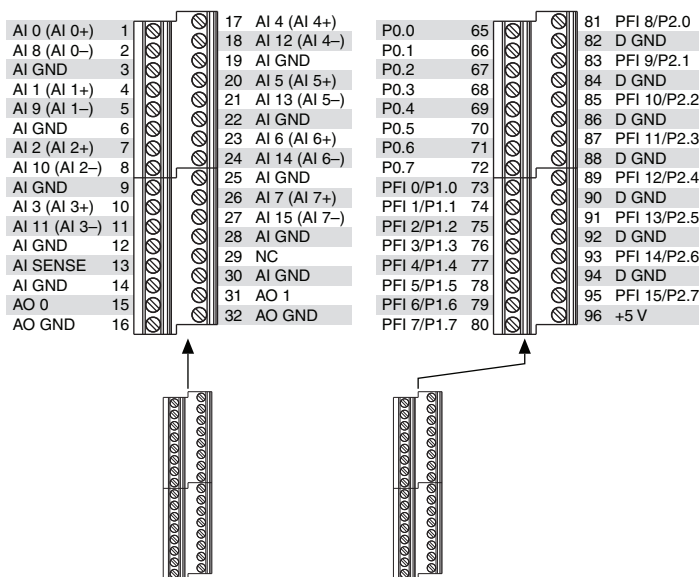 AI 0 (AI 0+) 1
AI 8 (AI 0–) 2
AI GND 3
AI 1 (AI 1+) 4
AI 9 (AI 1–) 5
AI GND 6
AI 2 (AI 2+) 7
AI 10 (AI 2–) 8
AI GND 9
AI 3 (AI 3+) 10
AI 11 (AI 3–) 11
AI GND 12
AI SENSE 13
AI GND 14
AO 0 15
AO GND 16
17 AI 4 (AI 4+)
18 AI 12 (AI 4–)
19 AI GND
20 AI 5 (AI 5+)
21 AI 13 (AI 5–)
22 AI GND
23 AI 6 (AI 6+)
24 AI 14 (AI 6–)
25 AI GND
26 AI 7 (AI 7+)
27 AI 15 (AI 7–)
28 AI GND
29 NC
30 AI GND
31 AO 1
32 AO GND
P0.0 65
P0.1 66
P0.2 67
P0.3 68
P0.4 69
P0.5 70
P0.6 71
P0.7 72
PFI 0/P1.0 73
PFI 1/P1.1 74
PFI 2/P1.2 75
PFI 3/P1.3 76
PFI 4/P1.4 77
PFI 5/P1.5 78
PFI 6/P1.6 79
PFI 7/P1.7 80
81 PFI 8/P2.0
82 D GND
83 PFI 9/P2.1
84 D GND
85 PFI 10/P2.2
86 D GND
87 PFI 11/P2.3
88 D GND
89 PFI 12/P2.4
90 D GND
91 PFI 13/P2.5
92 D GND
93 PFI 14/P2.6
94 D GND
95 PFI 15/P2.7
96 +5 V